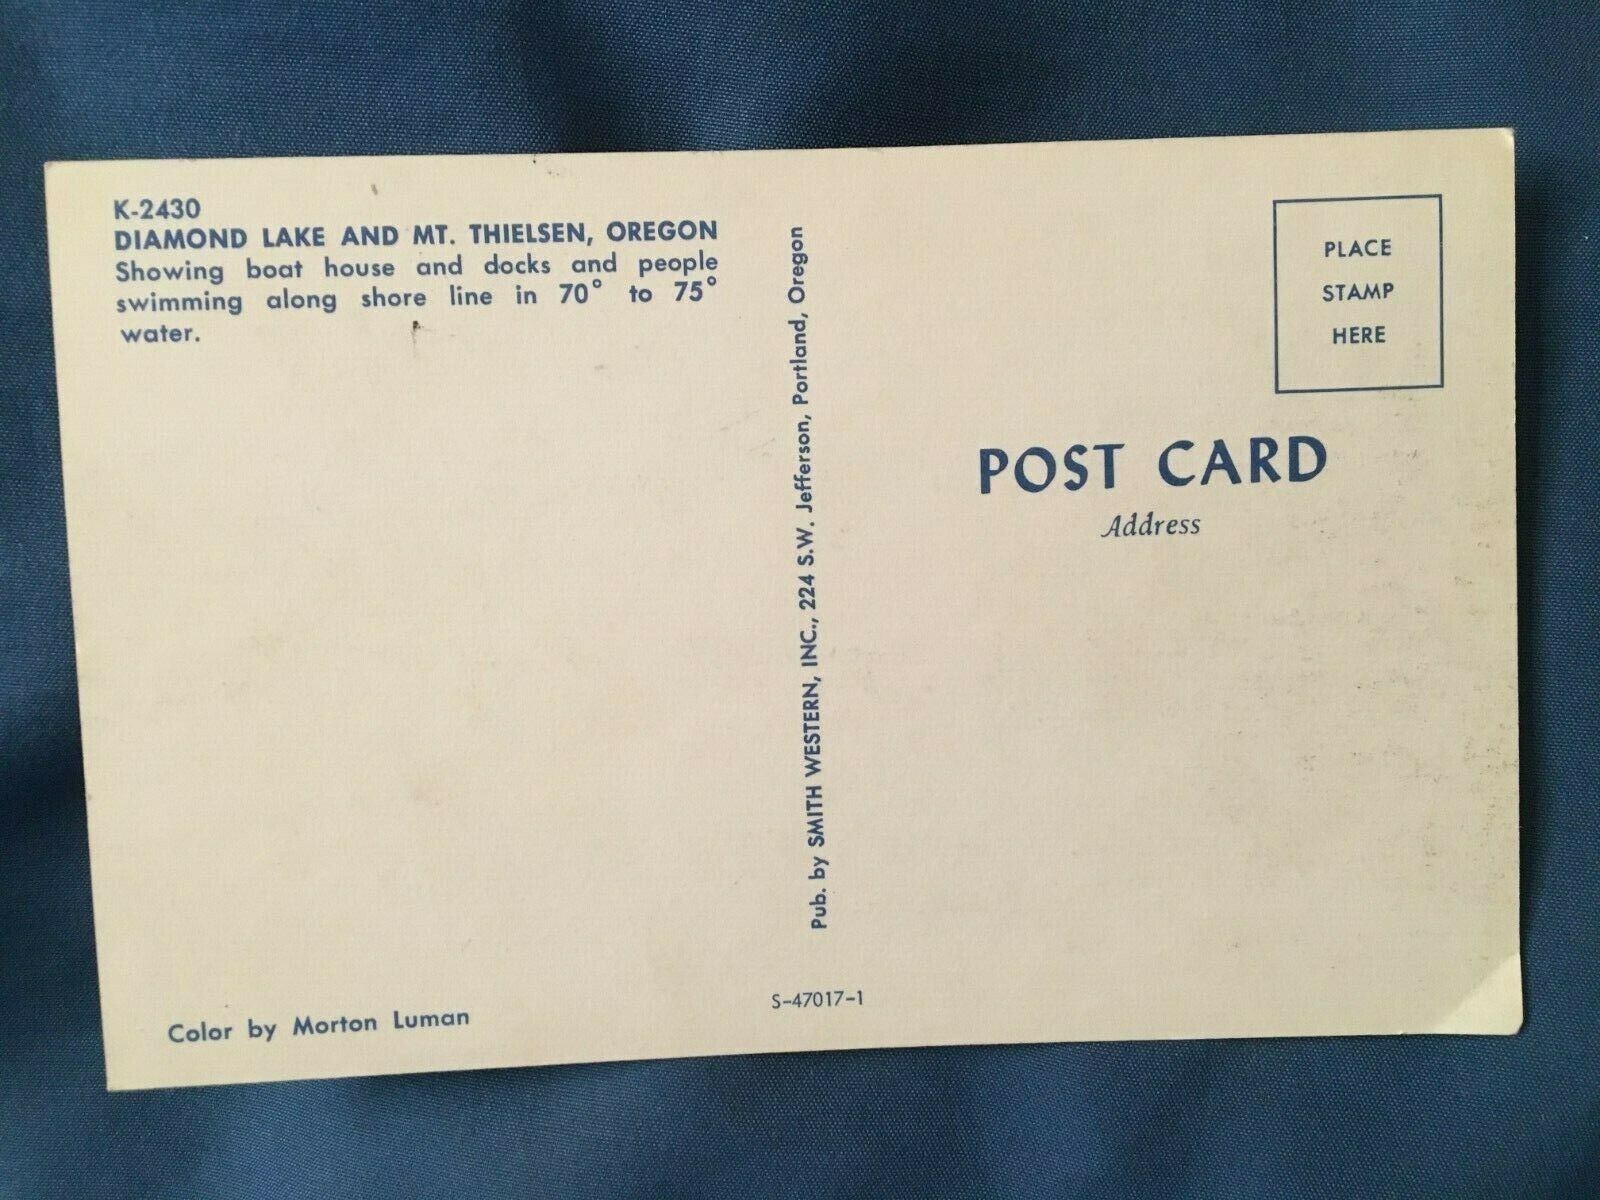 K-2430
DIAMOND LAKE AND MT. THIELSEN, OREGON
Showing boat house and docks and people
swimming along shore line in 70° to 75°
water.
Color by Morton Luman
Pub. by SMITH WESTERN, INC., 224 S.W. Jefferson, Portland, Oregon
S-47017-1
PLACE
STAMP
HERE
POST CARD
Address